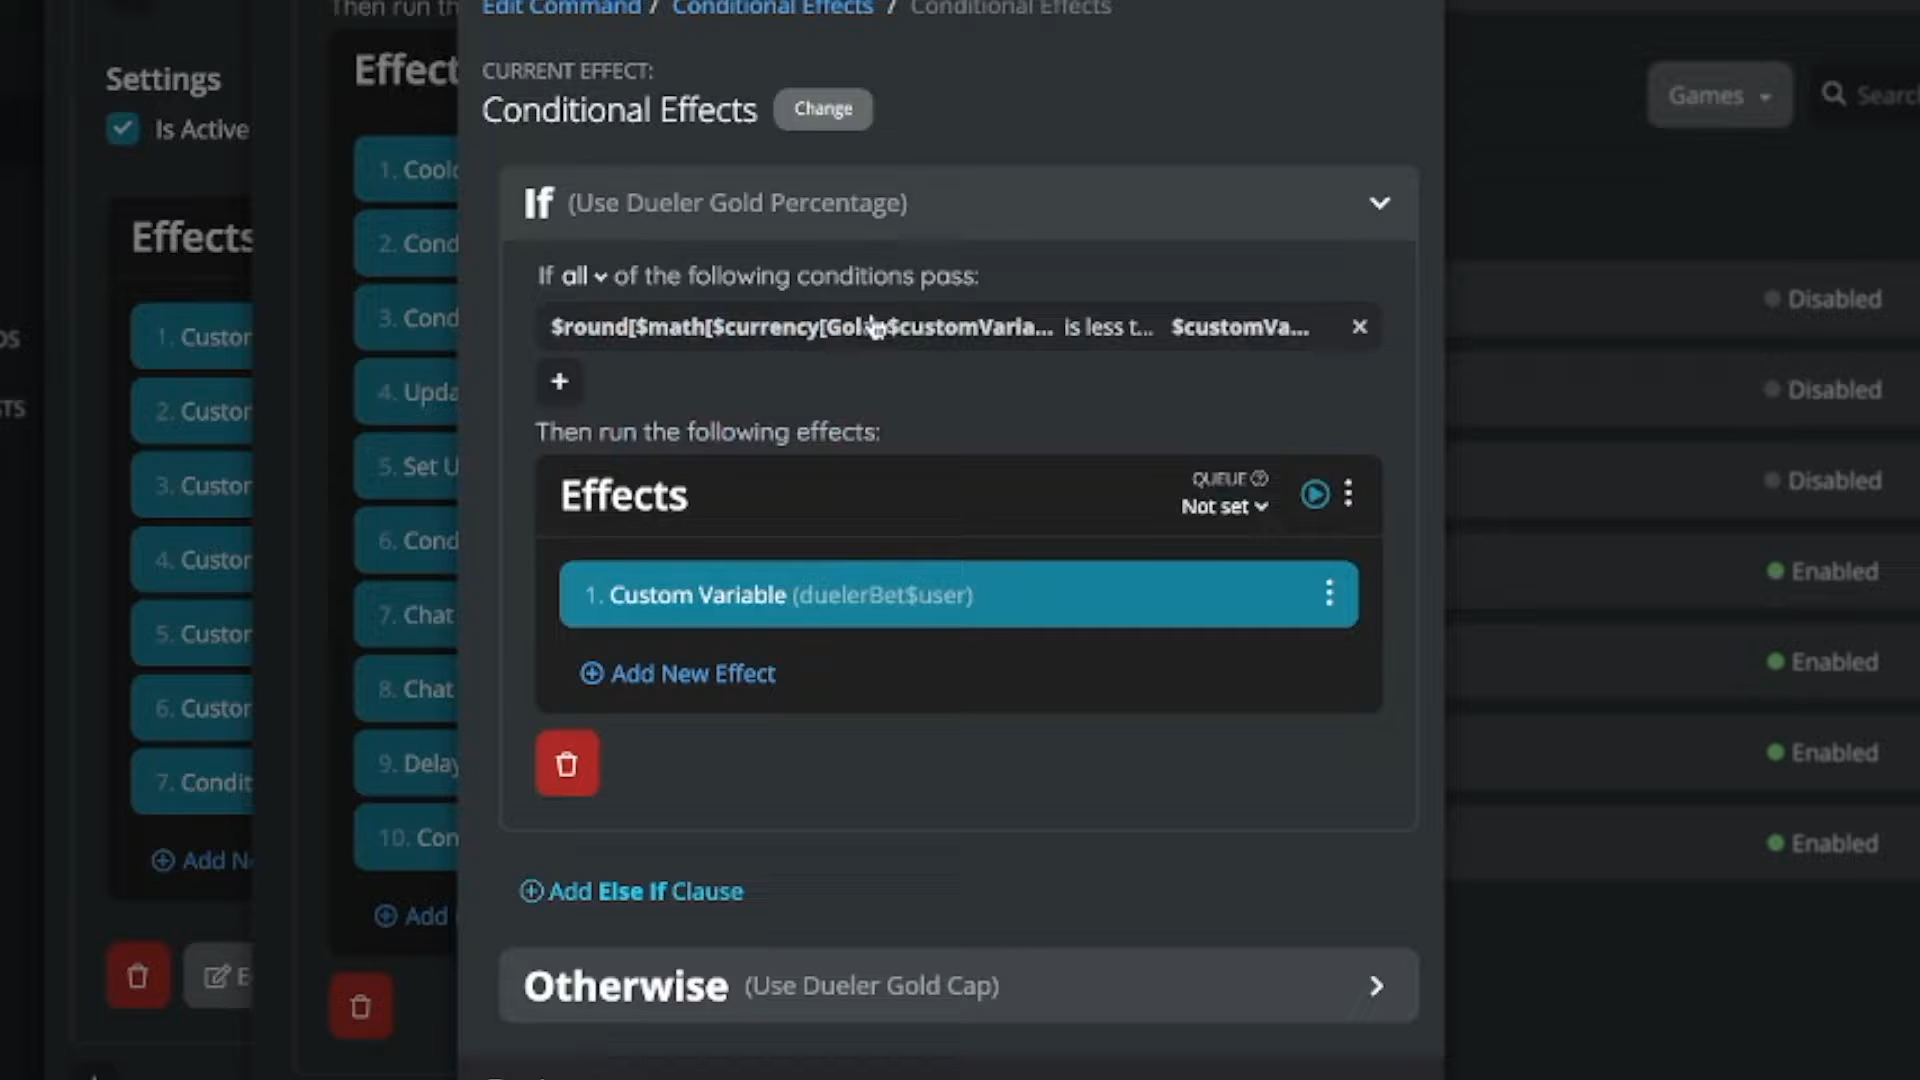 Then run th
Edit Command / Conditional Effects / Conditional Effects
Settings
Is Active
Effects
1. Custor
2. Custor
3. Custor
4. Custor
5. Custor
6. Custor
7. Condit
Add Ne
E
Effect
1. Coold
2. Cond
3. Cond
4. Upda
5. Set U
6. Cond
7. Chat
8. Chat
9. Delay
10. Con
Add
CURRENT EFFECT:
Conditional Effects Change
If (Use Dueler Gold Percentage)
If all of the following conditions pass:
$round[$math[$currency[Gol $customVaria... is less t... $customVa...
+
Then run the following effects:
Effects
QUEUE
Not set
1. Custom Variable (duelerBet$user)
Add New Effect
Add Else If Clause
Otherwise (Use Dueler Gold Cap)
Games
Search
Disabled
Disabled
Disabled
Enabled
Enabled
Enabled
Enabled